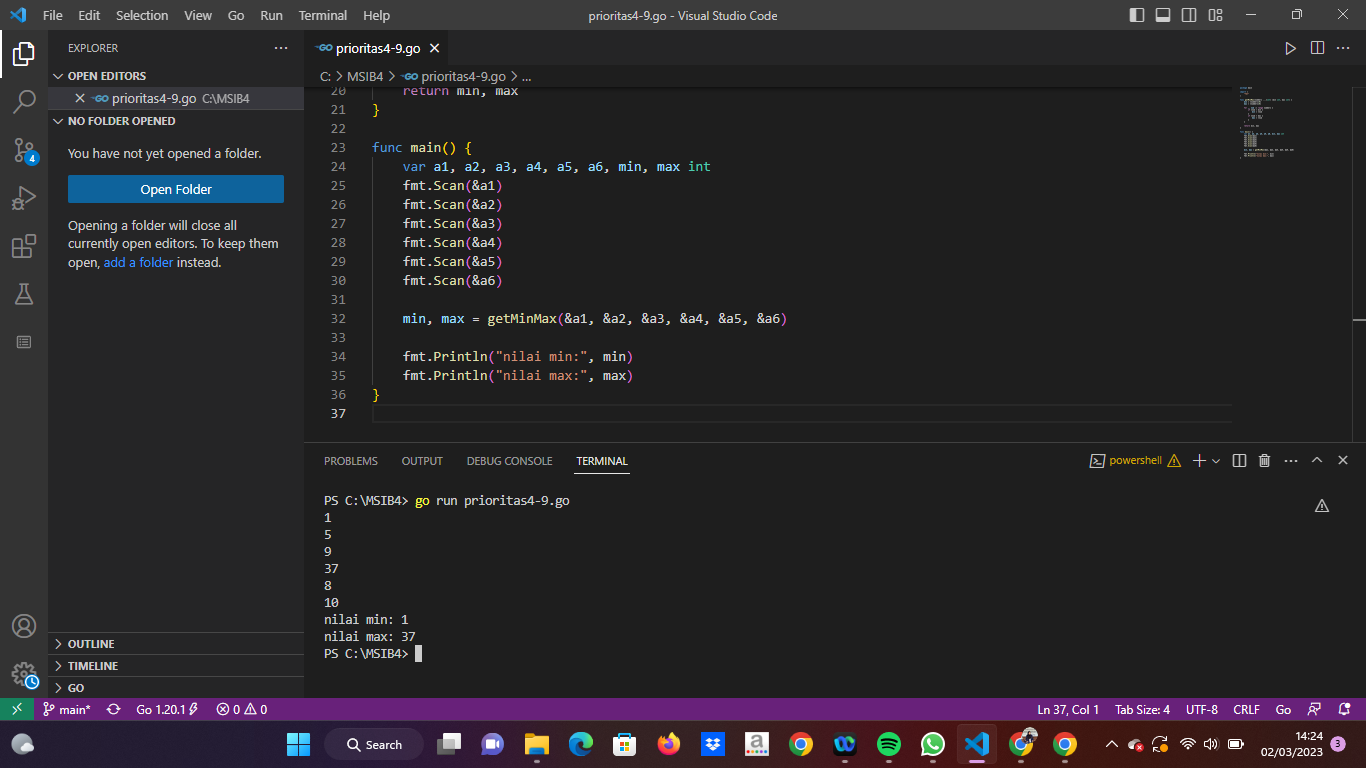 File Edit Selection View Go Run Terminal Help
prioritas4-9.go - Visual Studio Code
EXPLORER
OPEN EDITORS
GO prioritas4-9.go C:\MSIB4
NO FOLDER OPENED
You have not yet opened a folder.
Open Folder
Opening a folder will close all
currently open editors. To keep them
open, add a folder instead.
OUTLINE
TIMELINE
GO
4
GO prioritas4-9.go
C: > MSIB4 > GO prioritas4-9.go > ...
20 return min, max
21 }
22
23 func main() {
24 var a1, a2, a3, a4, a5, a6, min, max int
25 fmt.Scan(&a1)
26 fmt.Scan(&a2)
27 fmt.Scan(&a3)
28 fmt.Scan(&a4)
29 fmt.Scan(&a5)
30 fmt.Scan(&a6)
31
32 min, max = getMinMax(&a1, &a2, &a3, &a4, &a5, &a6)
33
34 fmt.Println("nilai min:", min)
35 fmt.Println("nilai max:", max)
36 }
37
PROBLEMS OUTPUT DEBUG CONSOLE TERMINAL
powershell
PS C:\MSIB4> go run prioritas4-9.go
1
5
9
37
8
10
nilai min: 1
nilai max: 37
PS C:\MSIB4>
main* Go 1.20.1 0 0
Ln 37, Col 1 Tab Size: 4 UTF-8 CRLF Go
Search
14:24
02/03/2023
3